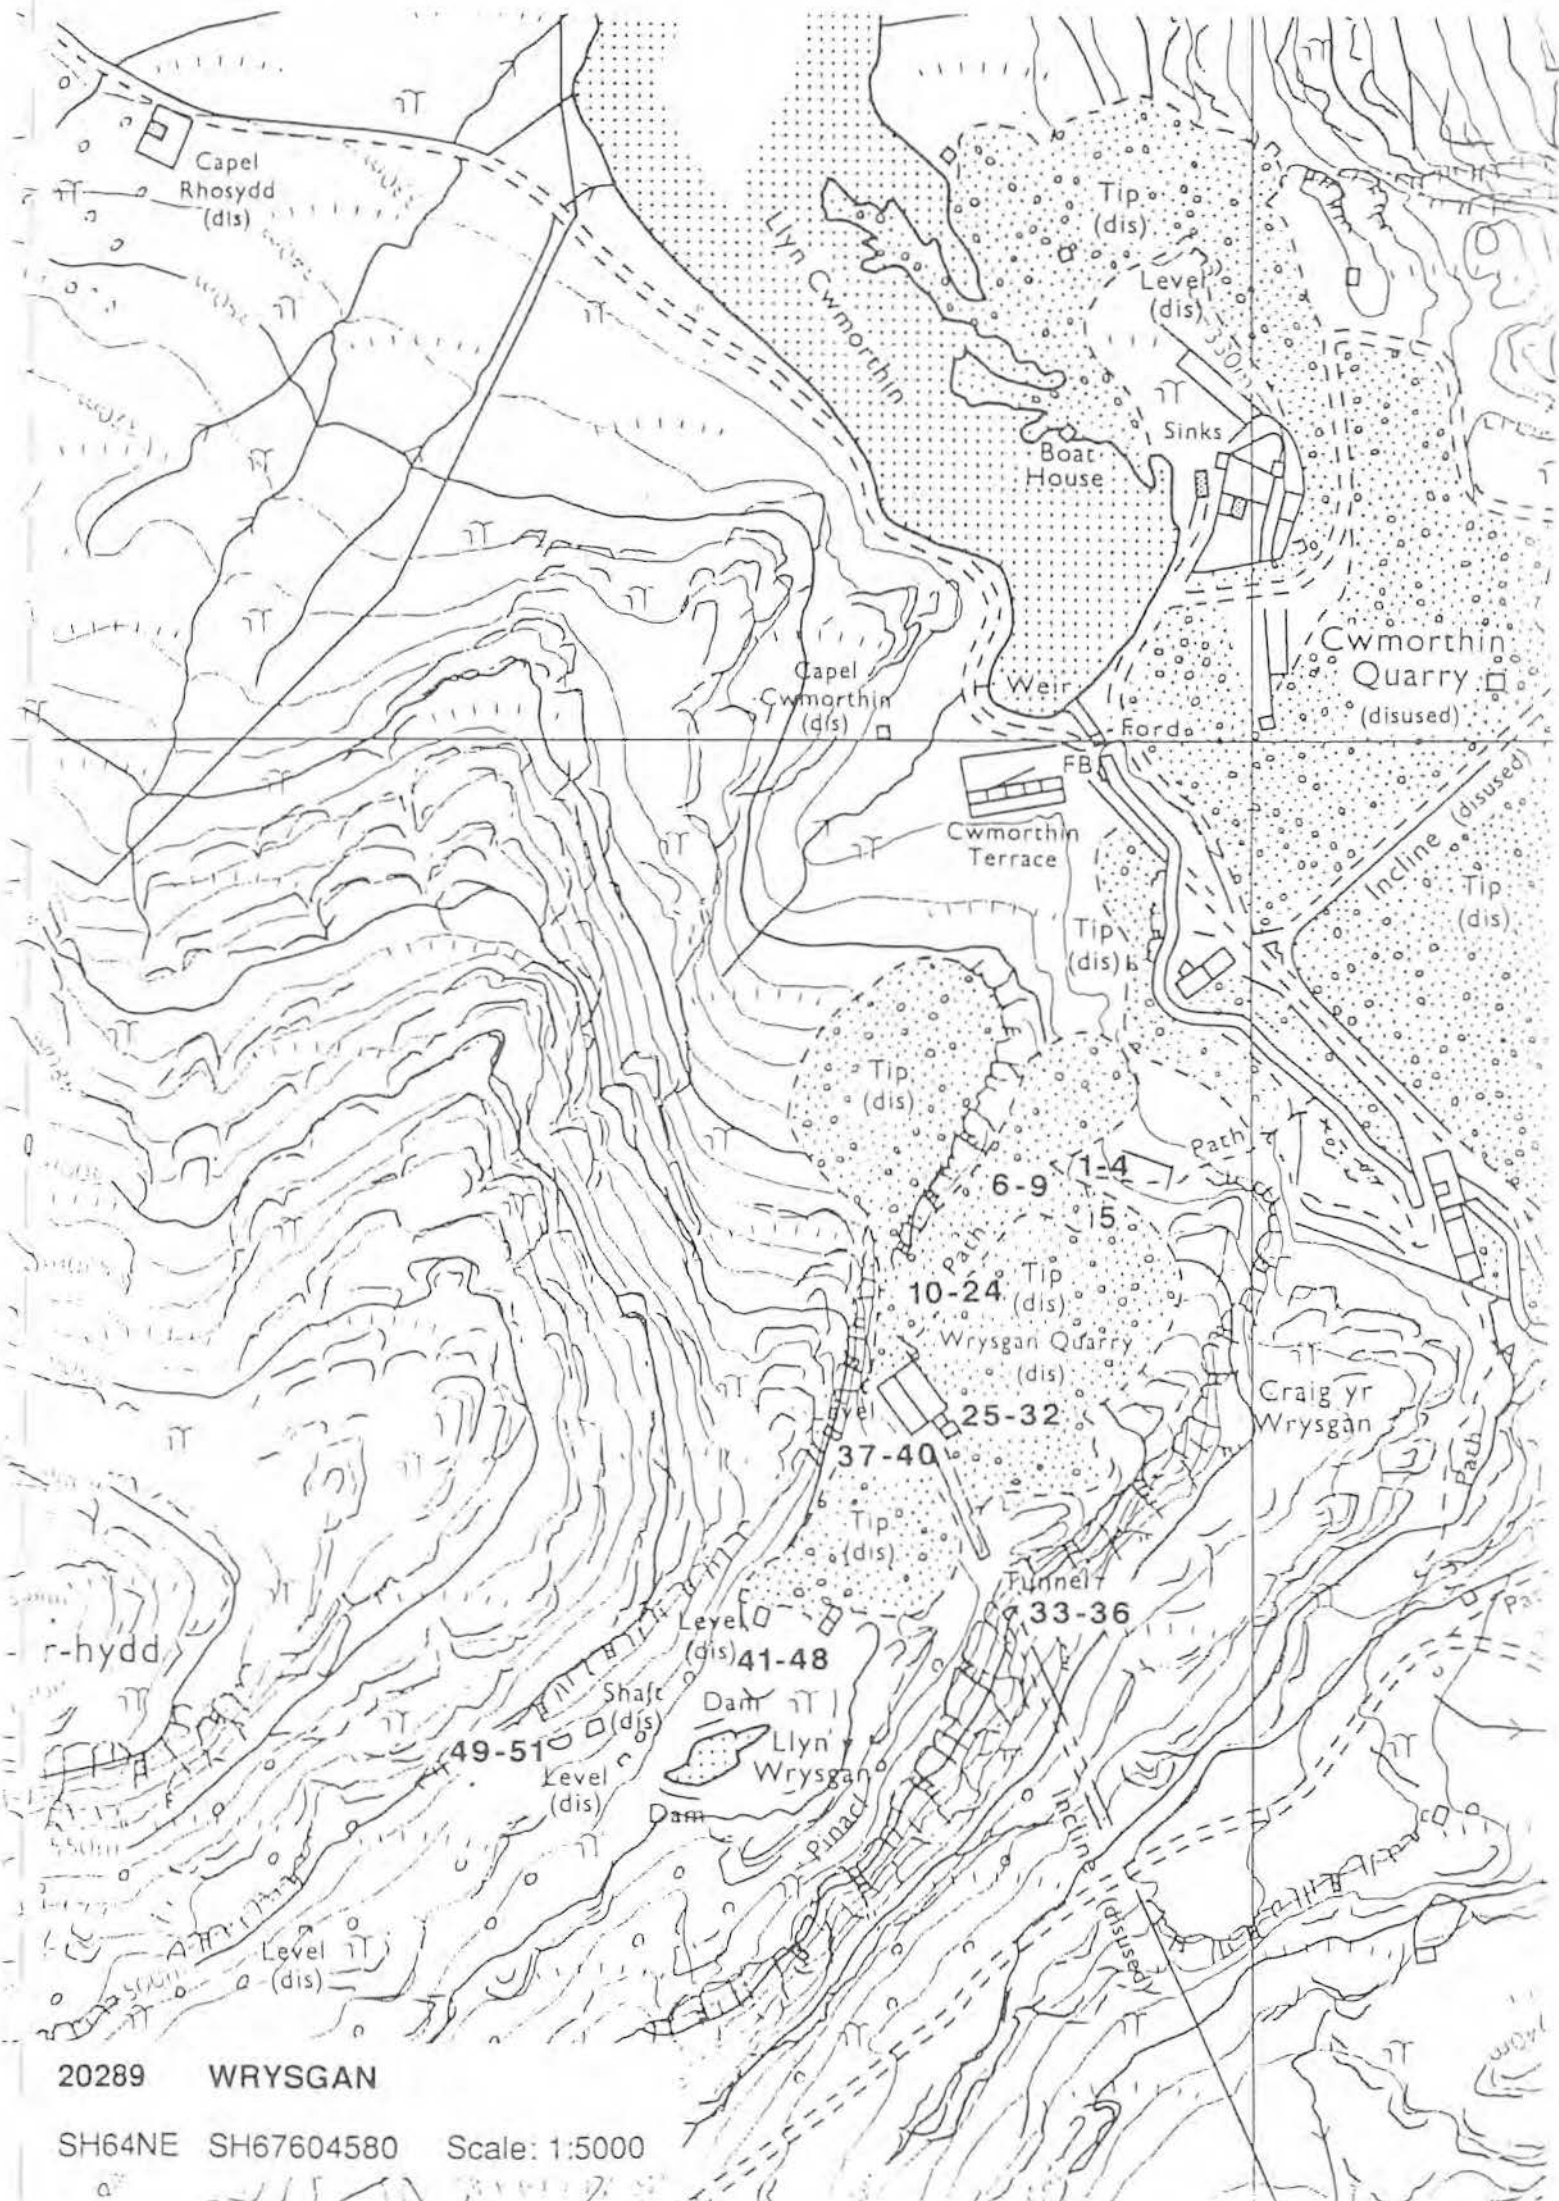 Capel
Rhosydd
(dis)
Llyn Cwmorthin
Tip
(dis)
Level
(dis)
330m
Sinks
Boat
House
Cwmorthin
Quarry
(disused)
Capel
Cwmorthin
(dis)
Weir
Ford
FB
Cwmorthin
Terrace
Incline (disused)
Tip
(dis)
Tip
(dis)
Tip
(dis)
Path
1-4
6-9
5
Path
10-24
Tip
(dis)
Wrysgan Quarry
(dis)
25-32
37-40
Craig yr
Wrysgan
Path
Tip
(dis)
Tunnel
33-36
Level
(dis)
41-48
r-hydd
Shaft
(dis)
Dam
49-51
Llyn
Wrysgan
Level
(dis)
Dam
Pinacl
Incline (disused)
550m
Level
(dis)
500m
20289 WRYSGAN
SH64NE SH67604580 Scale: 1:5000